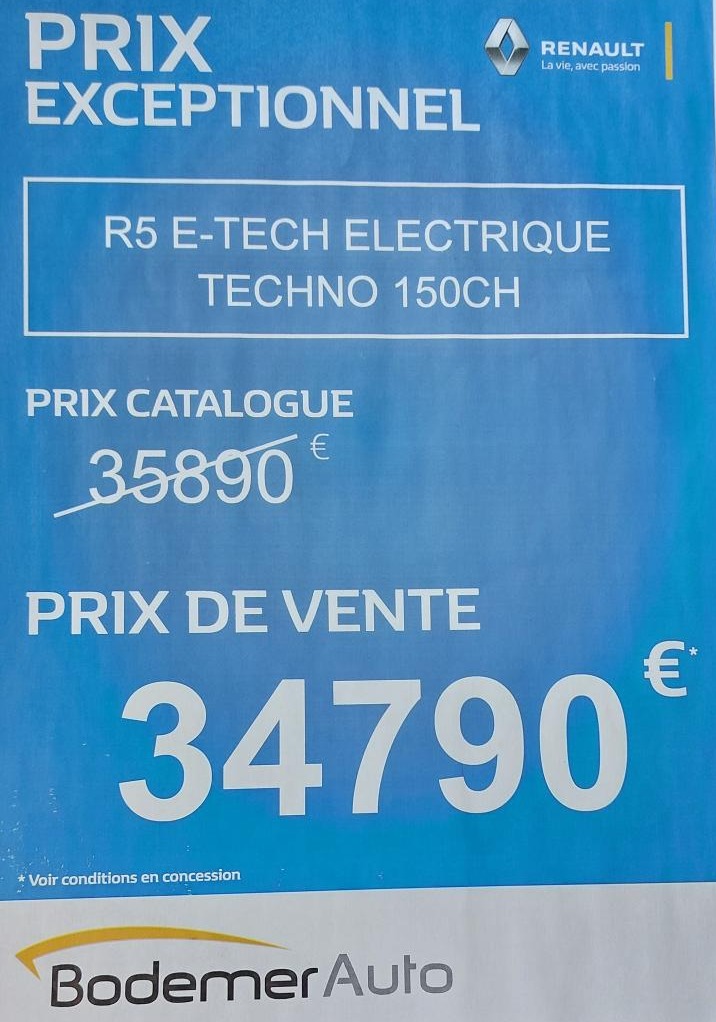 PRIX
EXCEPTIONNEL
RENAULT
La vie, avec passion
R5 E-TECH ELECTRIQUE
TECHNO 150CH
PRIX CATALOGUE
35890 €
PRIX DE VENTE
34790 €*
* Voir conditions en concession
BodemerAuto